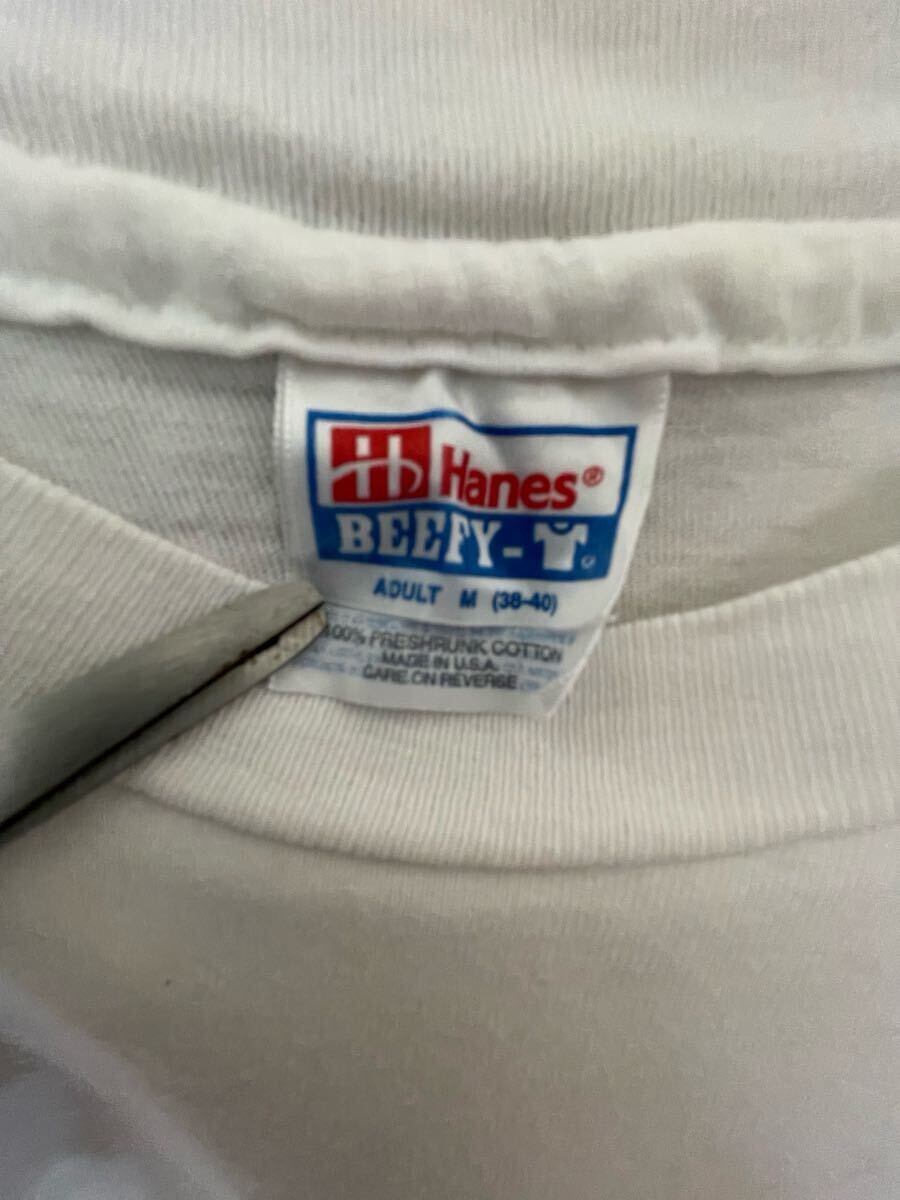 Hanes®
BEEFY-
ADULT M (38-40)
100% PRESHRUNK COTTON
MADE IN U.S.A.
CARE ON REVERSE